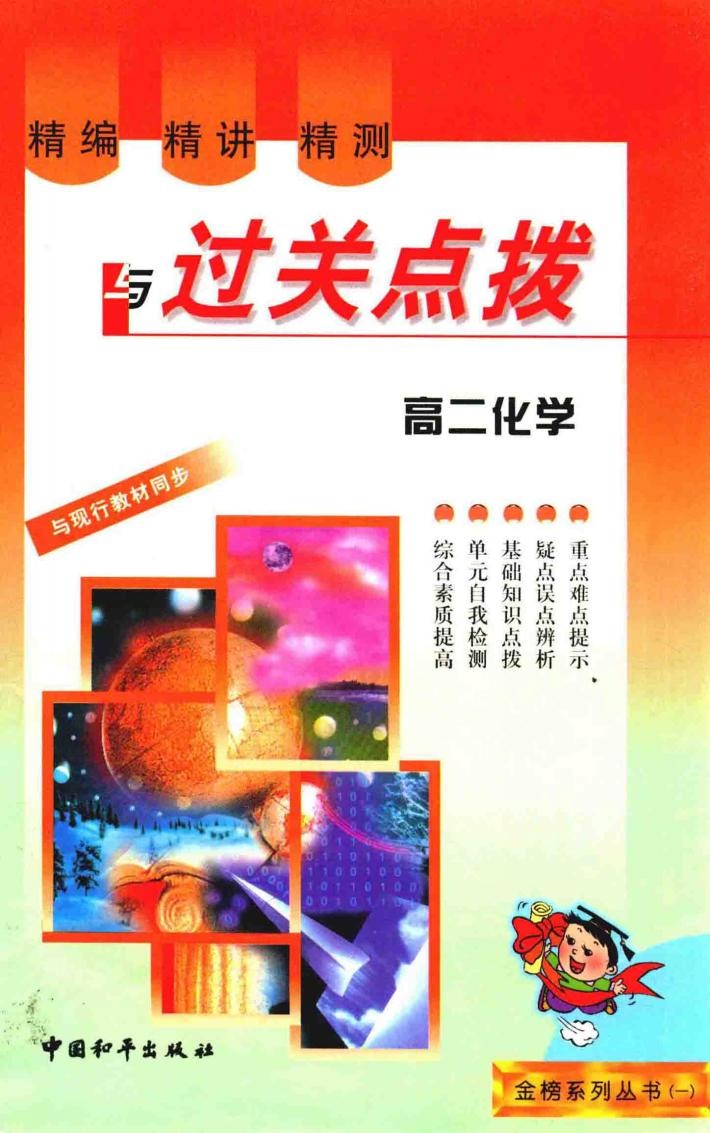 精编 精讲 精测
与过关点拨
高二化学
与现行教材同步
重点难点提示
疑点误点辨析
基础知识点拨
单元自我检测
综合素质提高
中国和平出版社
金榜系列丛书(一)